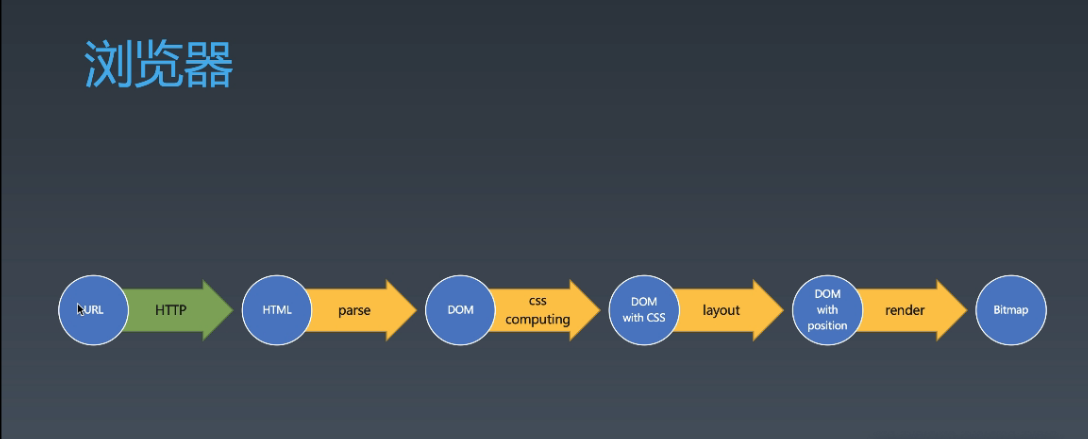 浏览器
URL
HTTP
HTML
parse
DOM
css
computing
DOM
with CSS
layout
DOM
with
position
render
Bitmap